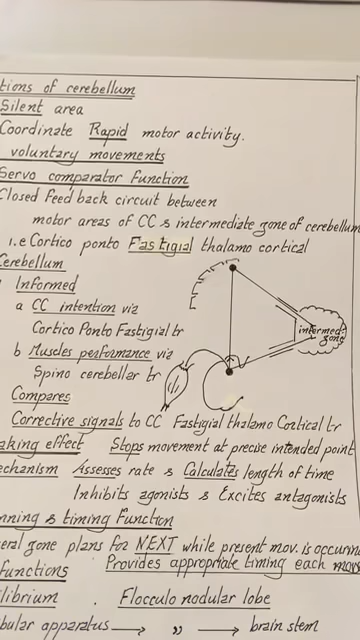 tions of cerebellum
Silent area
Coordinate Rapid motor activity.
voluntary movements
Servo comparator function
Closed feed back circuit between
motor areas of CC & intermediate zone of cerebellum
i.e Cortico ponto Fastigial thalamo cortical
Cerebellum
Informed
a CC intention via
Cortico Ponto Fastigial tr
b Muscles performance via
Spino cerebellar tr
informed
zone
Compares
Corrective signals to CC Fastigial Thalamo Cortical tr
aking effect Stops movement at precise intended point
echanism Assesses rate & Calculates length of time
Inhibits agonists & Excites antagonists
nning & timing Function
eral zone plans for NEXT while present mov. is occurin
functions Provides appropriate timing each
ilibrium . Flocculo nodular lobe
bular apparatus → " → brain stem